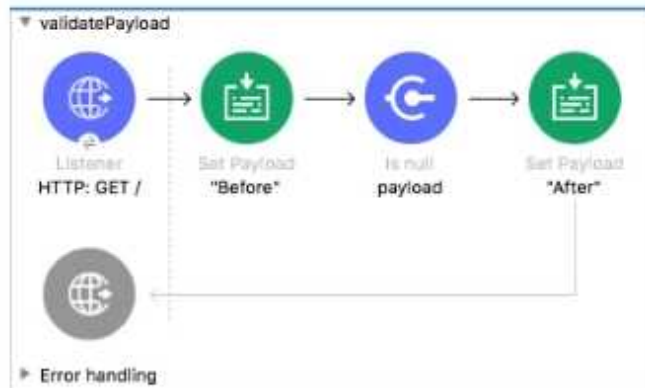 validatePayload
Listener
HTTP: GET /
Set Payload
"Before"
Is null
payload
Set Payload
"After"
Error handling